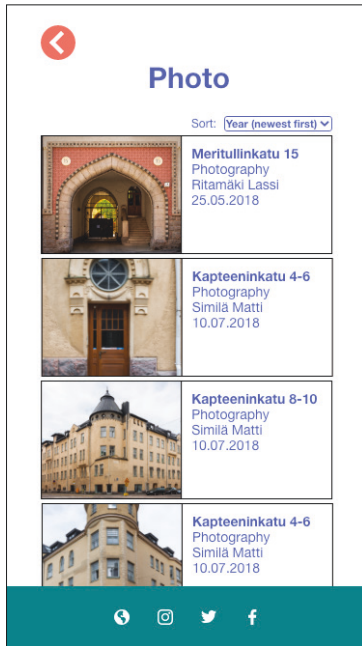 Photo
Sort: Year (newest first)
Meritullinkatu 15
Photography
Ritamäki Lassi
25.05.2018
Kapteeninkatu 4-6
Photography
Similä Matti
10.07.2018
Kapteeninkatu 8-10
Photography
Similä Matti
10.07.2018
Kapteeninkatu 4-6
Photography
Similä Matti
10.07.2018